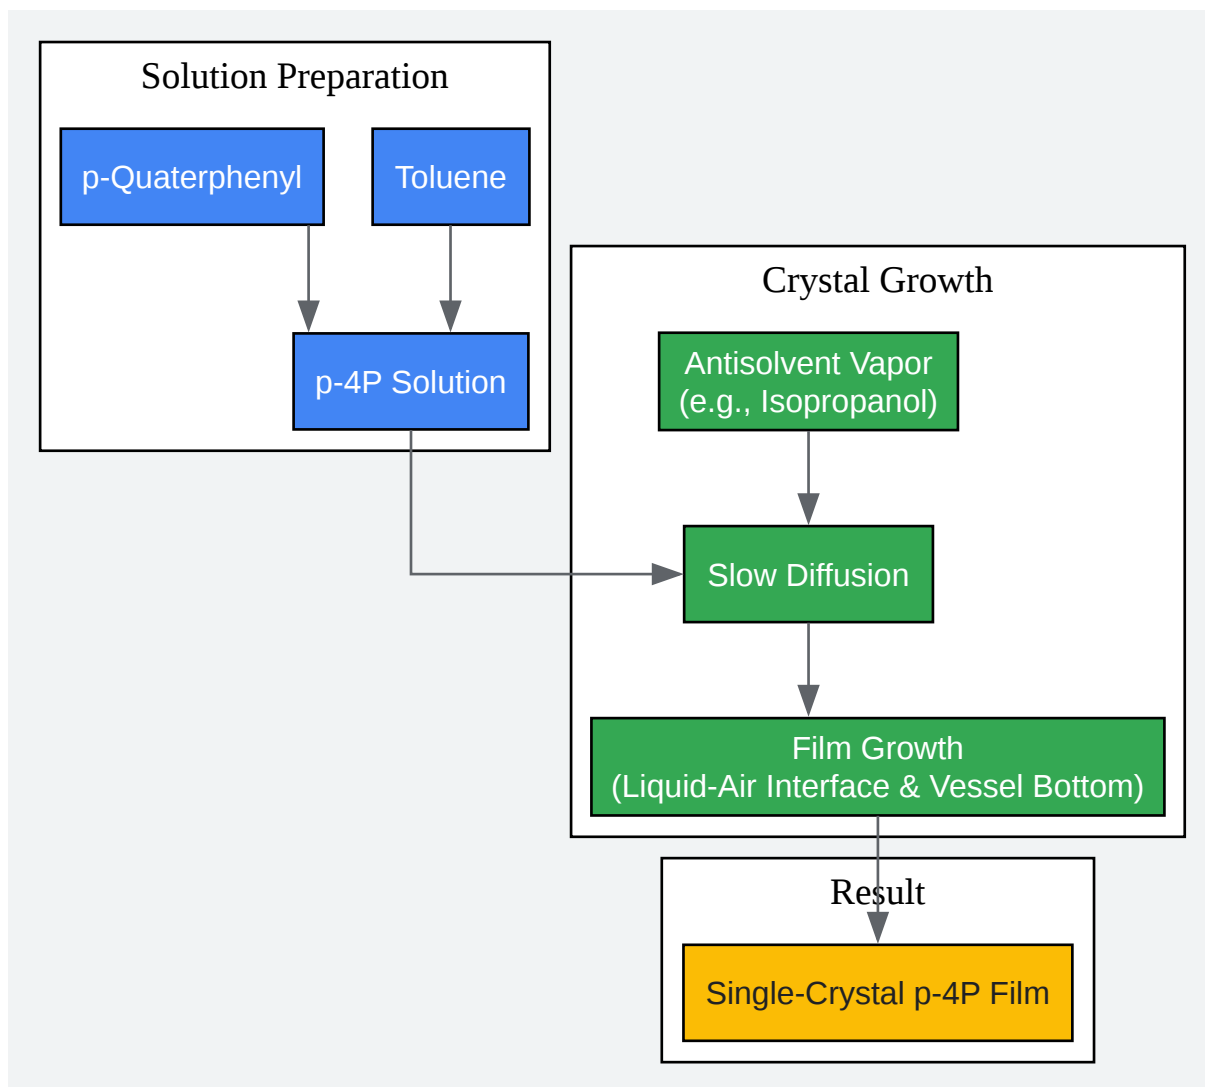 Solution Preparation
p-Quaterphenyl
Toluene
p-4P Solution
Crystal Growth
Antisolvent Vapor
(e.g., Isopropanol)
Slow Diffusion
Film Growth
(Liquid-Air Interface & Vessel Bottom)
Result
Single-Crystal p-4P Film